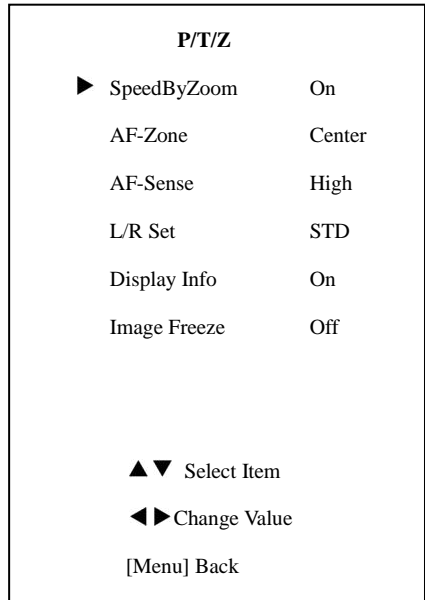 P/T/Z
▶ SpeedByZoom On
AF-Zone Center
AF-Sense High
L/R Set STD
Display Info On
Image Freeze Off
▲▼ Select Item
◀▶Change Value
[Menu] Back